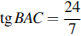 tg BAC = 24/7